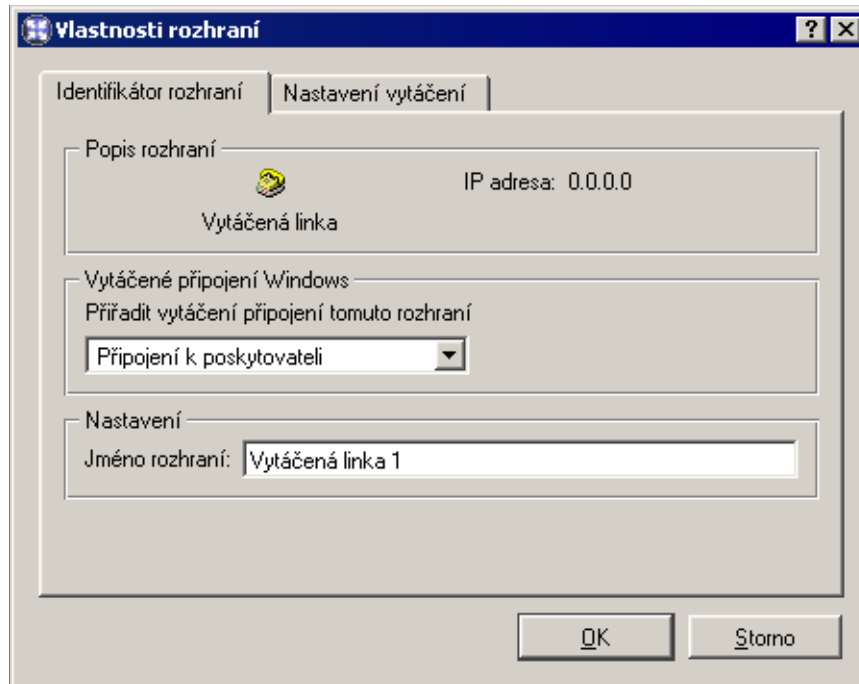 Vlastnosti rozhraní
Identifikátor rozhraní
Nastavení vytáčení
Popis rozhraní
IP adresa: 0.0.0.0
Vytáčená linka
Vytáčené připojení Windows
Přiřadit vytáčení připojení tomuto rozhraní
Připojení k poskytovateli
Nastavení
Jméno rozhraní: Vytáčená linka 1
OK
Storno